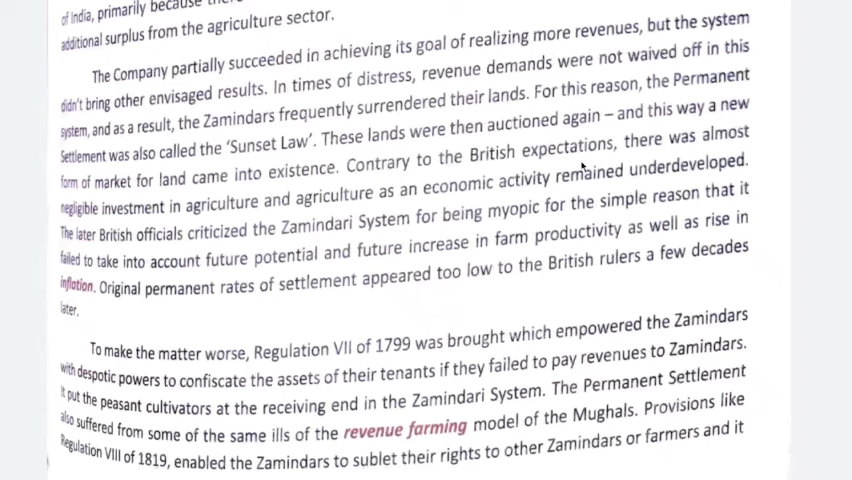 of India, primarily because
additional surplus from the agriculture sector.
The Company partially succeeded in achieving its goal of realizing more revenues, but the system
didn't bring other envisaged results. In times of distress, revenue demands were not waived off in this
system, and as a result, the Zamindars frequently surrendered their lands. For this reason, the Permanent
Settlement was also called the 'Sunset Law'. These lands were then auctioned again – and this way a new
form of market for land came into existence. Contrary to the British expectations, there was almost
negligible investment in agriculture and agriculture as an economic activity remained underdeveloped.
The later British officials criticized the Zamindari System for being myopic for the simple reason that it
failed to take into account future potential and future increase in farm productivity as well as rise in
inflation. Original permanent rates of settlement appeared too low to the British rulers a few decades
later.
To make the matter worse, Regulation VII of 1799 was brought which empowered the Zamindars
with despotic powers to confiscate the assets of their tenants if they failed to pay revenues to Zamindars.
It put the peasant cultivators at the receiving end in the Zamindari System. The Permanent Settlement
also suffered from some of the same ills of the revenue farming model of the Mughals. Provisions like
Regulation VIII of 1819, enabled the Zamindars to sublet their rights to other Zamindars or farmers and it